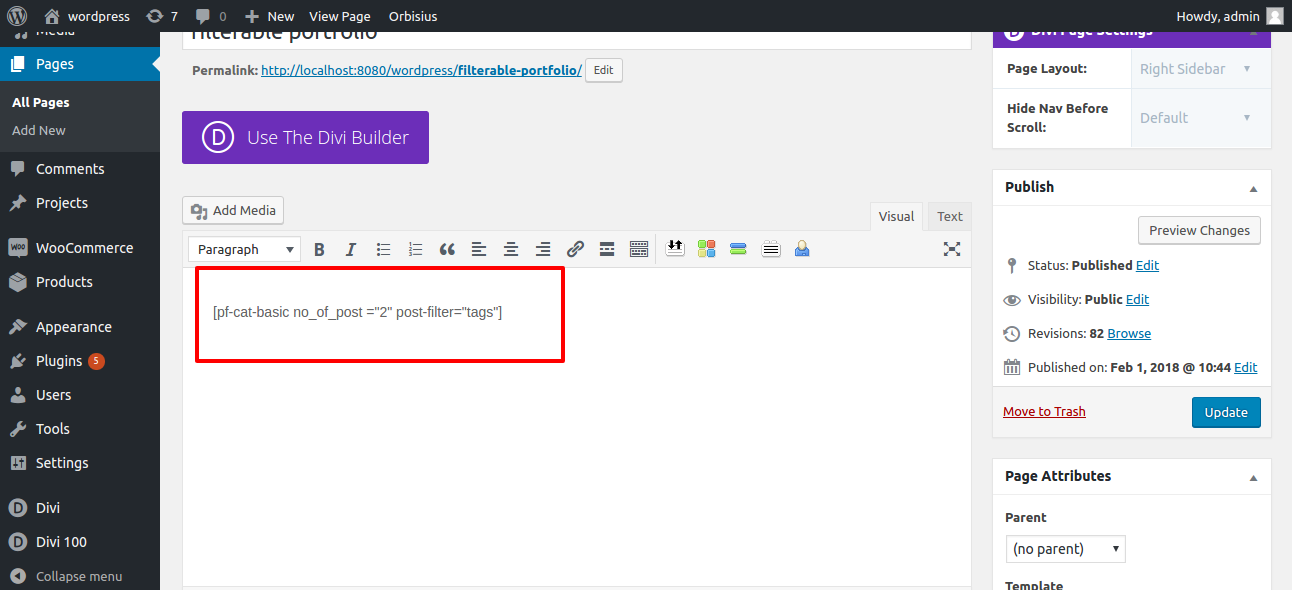 wordpress 7 0 New View Page Orbisius Howdy, admin
Media
Pages
All Pages
Add New
Comments
Projects
WooCommerce
Products
Appearance
Plugins 5
Users
Tools
Settings
Divi
Divi 100
Collapse menu
filterable portfolio
Permalink: http://localhost:8080/wordpress/filterable-portfolio/ Edit
D Use The Divi Builder
Add Media
Visual Text
Paragraph B I
[pf-cat-basic no_of_post ="2" post-filter="tags"]
Divi Page Settings
Page Layout: Right Sidebar
Hide Nav Before
Scroll:
Default
Publish
Preview Changes
Status: Published Edit
Visibility: Public Edit
Revisions: 82 Browse
Published on: Feb 1, 2018 @ 10:44 Edit
Move to Trash Update
Page Attributes
Parent
(no parent)
Template